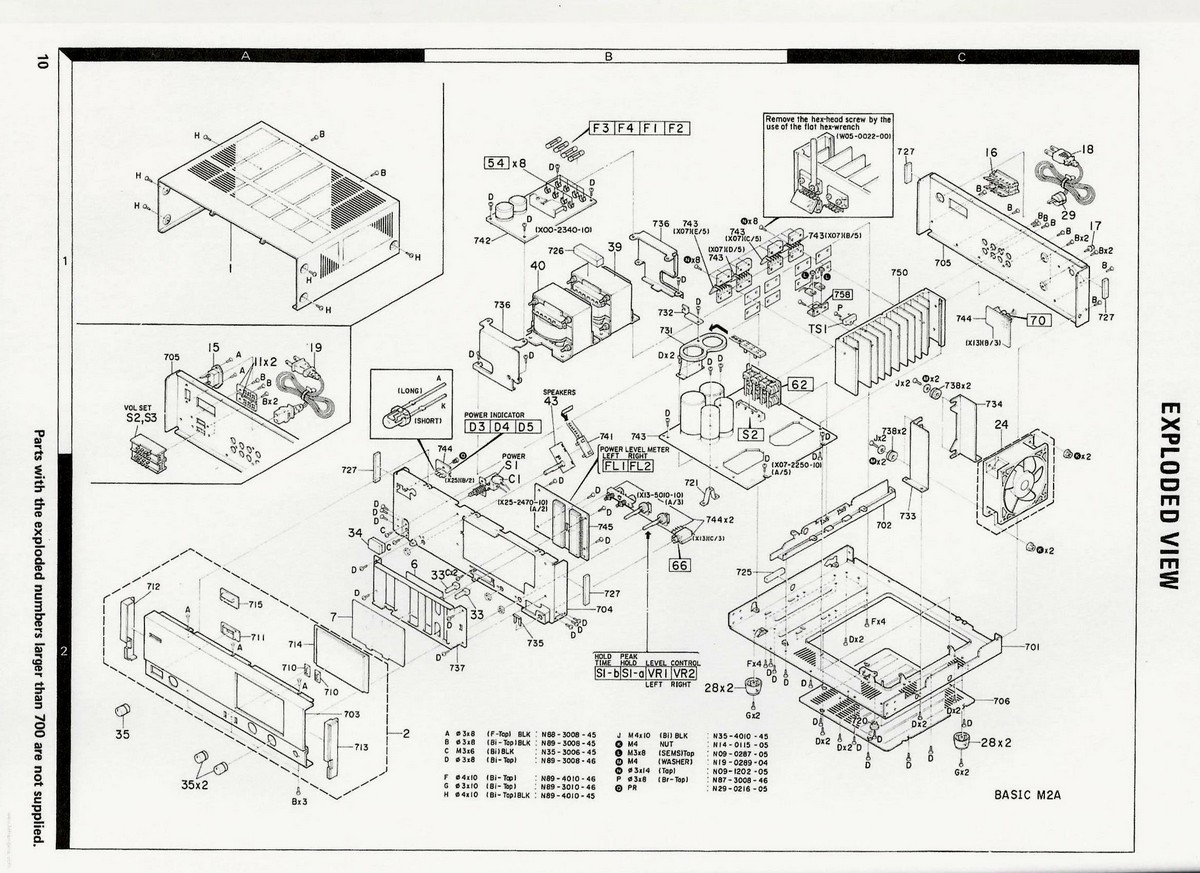 A
B
C
10
EXPLODED VIEW
Parts with the exploded numbers larger than 700 are not supplied.
1
2
H
B
H
B
H
H
H
H
1
F3 F4 F1 F2
54 x8
D
D
D
D
742
(X00-2340-10)
726
39
40
736
736
D
D
D
743
(X07)(E/5)
743
(X07)(C/5)
743(X07)(B/5)
(X07)(D/5)
743
N x8
N x8
Remove the hex-head screw by the
use of the flat hex-wrench
(W05-0022-00)
L
L
758
P
TS1
732
731
D
Dx2
D
D
62
S2
743
D
D
D
(X07-2250-10)
(A/5)
750
727
16
18
B
B
29
B
B
B
B
17
Bx2
Bx2
705
B
B
727
744
(X13)(B/3)
70
Jx2
M x2
738x2
734
738x2
Jx2
M x2
24
K x2
K x2
733
702
721
725
705
15
A
A
11x2
B
B
Bx2
19
VOL SET
S2,S3
(LONG)
(SHORT)
A
K
POWER INDICATOR
D3 D4 D5
744
Q
(X25)(B/2)
POWER
S1
C1
SPEAKERS
43
741
POWER LEVEL METER
LEFT RIGHT
FL1 FL2
(X25-2470-10)
(A/2)
D
D
D
745
(X13-5010-10)
(A/3)
744x2
(X13)(C/3)
66
727
D
D
D
C
C
34
D
6
33
Cx2
33
7
D
D
737
735
727
704
D
D
D
HOLD PEAK
TIME HOLD LEVEL CONTROL
S1-b S1-a VR1 VR2
LEFT RIGHT
712
A
715
711
A
714
710
710
A
703
713
2
35
35x2
Bx3
Fx4
Dx2
701
Fx4
D
D
D
D
28x2
Gx2
706
Dx2
720
Dx2
D
Dx2
Dx2
D
D
D
D
D
28x2
Gx2
A ø3x8 (F-Top) BLK : N88-3008-45
B ø3x8 (Bi-Top)BLK : N89-3008-45
C M3x6 (Bi)BLK : N35-3006-45
D ø3x8 (Bi-Top) : N89-3008-46
F ø4x10 (Bi-Top) : N89-4010-46
G ø3x10 (Bi-Top) : N89-3010-46
H ø4x10 (Bi-Top)BLK : N89-4010-45
J M4x10 (Bi)BLK : N35-4010-45
K M4 NUT : N14-0115-05
L M3x8 (SEMS)Top : N09-0287-05
M M4 (WASHER) : N19-0289-04
N ø3x14 (Top) : N09-1202-05
P ø3x8 (Br-Top) : N87-3008-46
Q PR : N29-0216-05
BASIC M2A